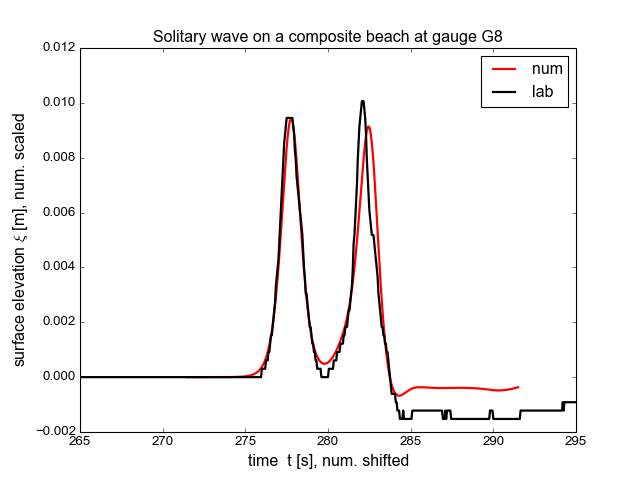 Solitary wave on a composite beach at gauge G8
0.012
0.010
0.008
0.006
0.004
0.002
0.000
−0.002
surface elevation ξ [m], num. scaled
num
lab
265 270 275 280 285 290 295
time t [s], num. shifted